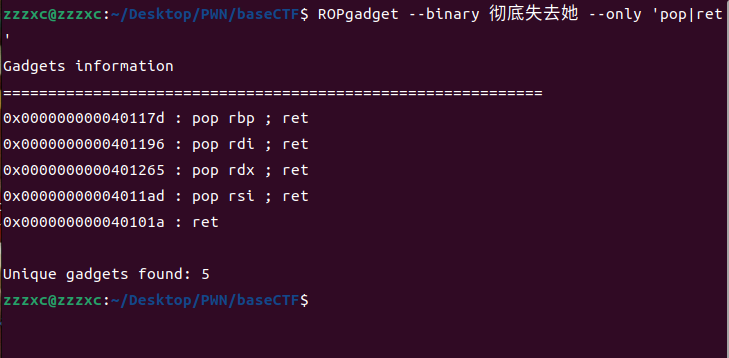 zzzxc@zzzxc:~/Desktop/PWN/baseCTF$ ROPgadget --binary 彻底失去她 --only 'pop|ret
'
Gadgets information
============================================================
0x000000000040117d : pop rbp ; ret
0x0000000000401196 : pop rdi ; ret
0x0000000000401265 : pop rdx ; ret
0x00000000004011ad : pop rsi ; ret
0x000000000040101a : ret
Unique gadgets found: 5
zzzxc@zzzxc:~/Desktop/PWN/baseCTF$